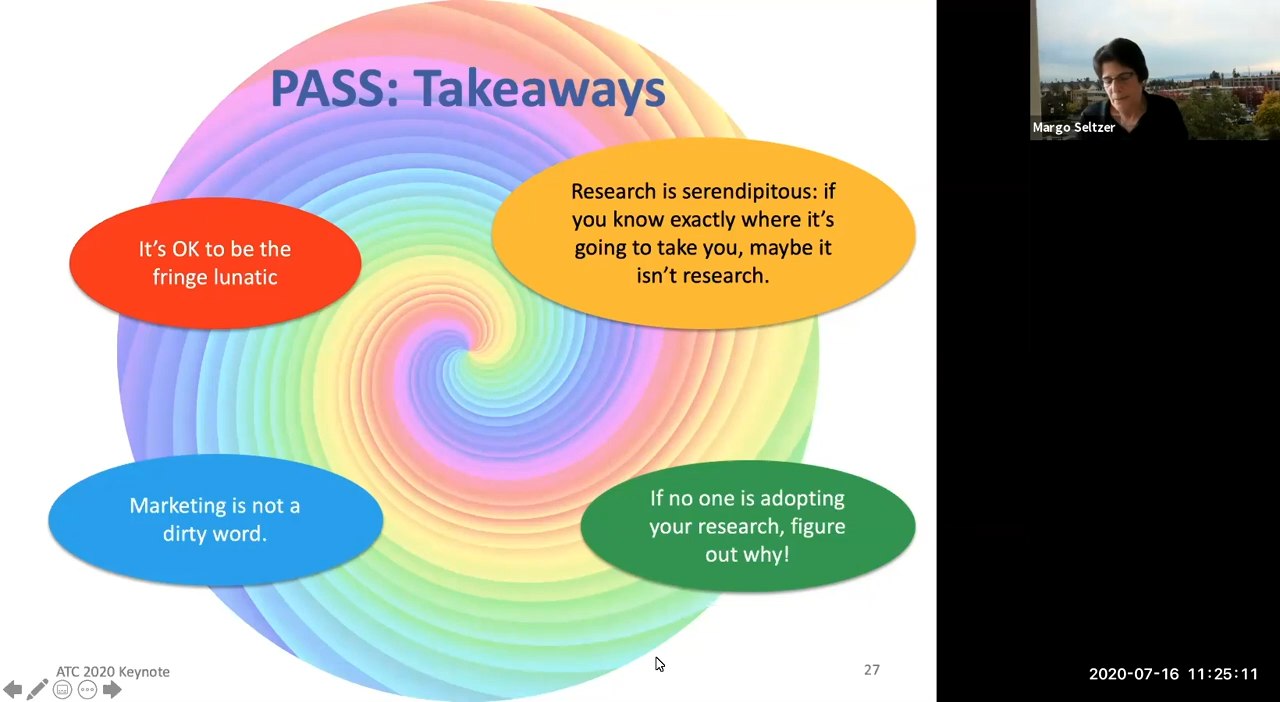 PASS: Takeaways
It's OK to be the
fringe lunatic
Research is serendipitous: if
you know exactly where it's
going to take you, maybe it
isn't research.
Marketing is not a
dirty word.
If no one is adopting
your research, figure
out why!
ATC 2020 Keynote
27
Margo Seltzer
2020-07-16 11:25:11